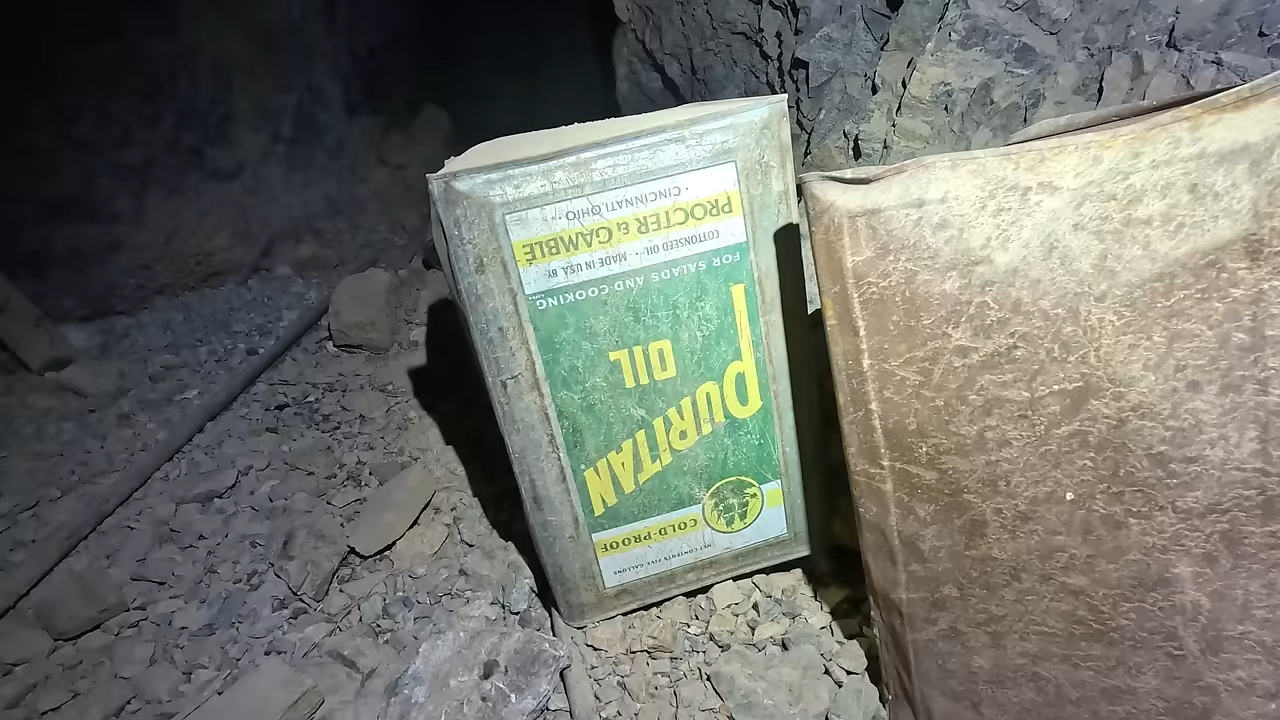 NET CONTENTS FIVE GALLONS
COLD-PROOF
PURITAN
OIL
FOR SALADS AND COOKING
COTTONSEED OIL • MADE IN U.S.A. BY
PROCTER & GAMBLE
• CINCINNATI, OHIO •